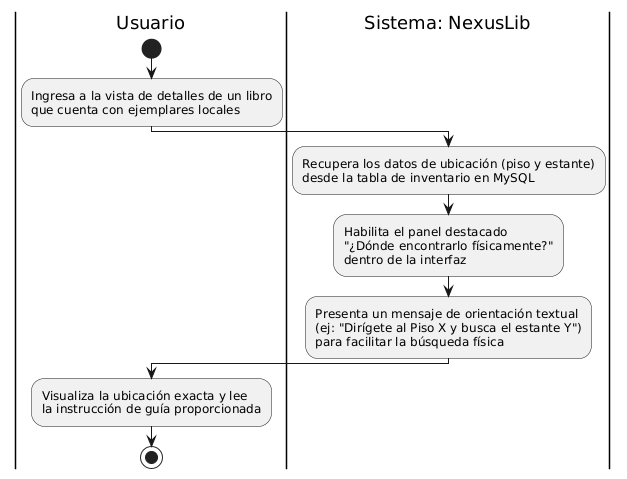 Usuario
Sistema: NexusLib
Ingresa a la vista de detalles de un libro
que cuenta con ejemplares locales
Recupera los datos de ubicación (piso y estante)
desde la tabla de inventario en MySQL
Habilita el panel destacado
"¿Dónde encontrarlo físicamente?"
dentro de la interfaz
Presenta un mensaje de orientación textual
(ej: "Dirígete al Piso X y busca el estante Y")
para facilitar la búsqueda física
Visualiza la ubicación exacta y lee
la instrucción de guía proporcionada